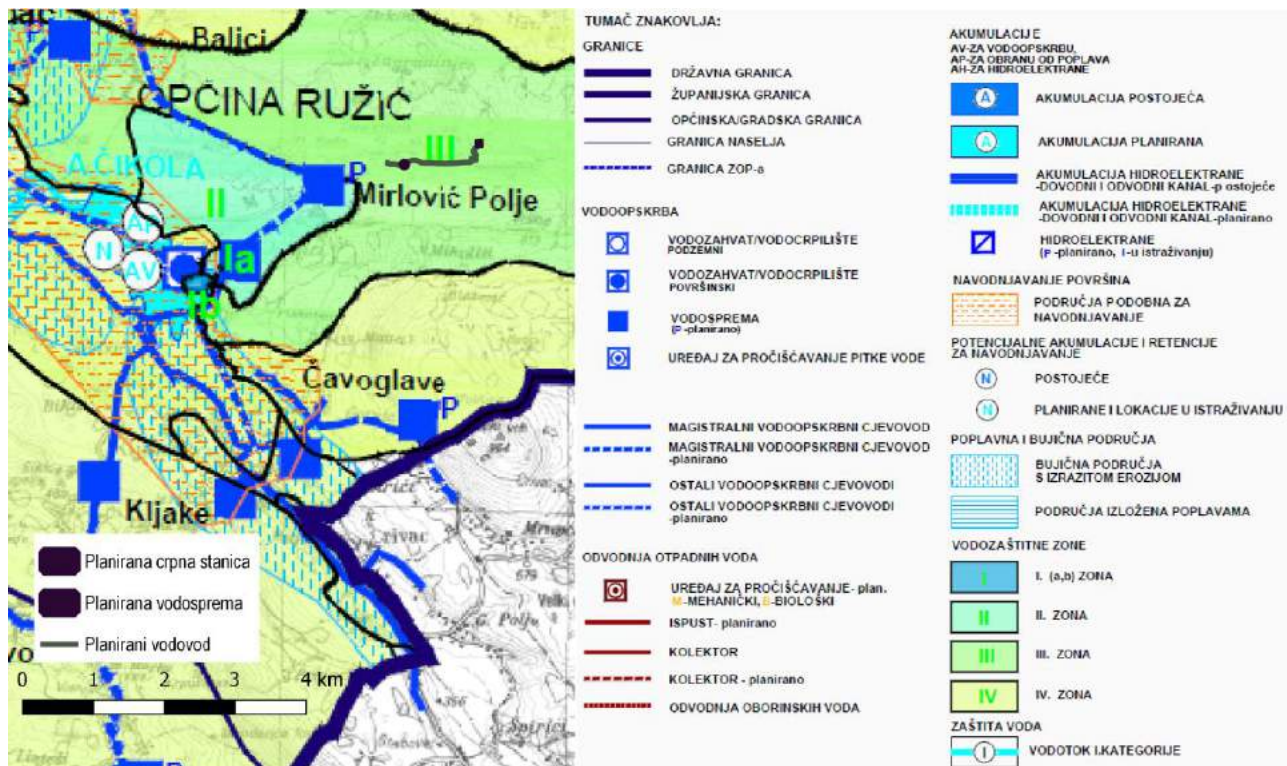 Baljci
OPĆINA RUŽIĆ
P
A.ČIKOLA
III
II
P
Mirlović Polje
AP
N
AV
Ia
Ib
Čavoglave
P
Kljake
Crivac
Planirana crpna stanica
Planirana vodosprema
Planirani vodovod
0 1 2 3 4 km
TUMAČ ZNAKOVLJA:
GRANICE
DRŽAVNA GRANICA
ŽUPANIJSKA GRANICA
OPĆINSKA/GRADSKA GRANICA
GRANICA NASELJA
GRANICA ZOP-a
VODOOPSKRBA
VODOZAHVAT/VODOCRPILIŠTE
PODZEMNI
VODOZAHVAT/VODOCRPILIŠTE
POVRŠINSKI
VODOSPREMA
(P -planirano)
UREĐAJ ZA PROČIŠĆAVANJE PITKE VODE
MAGISTRALNI VODOOPSKRBNI CJEVOVOD
MAGISTRALNI VODOOPSKRBNI CJEVOVOD
-planirano
OSTALI VODOOPSKRBNI CJEVOVODI
OSTALI VODOOPSKRBNI CJEVOVODI
-planirano
ODVODNJA OTPADNIH VODA
UREĐAJ ZA PROČIŠĆAVANJE- plan.
M-MEHANIČKI, B-BIOLOŠKI
ISPUST- planirano
KOLEKTOR
KOLEKTOR - planirano
ODVODNJA OBORINSKIH VODA
AKUMULACIJE
AV-ZA VODOOPSKRBU,
AP-ZA OBRANU OD POPLAVA
AH-ZA HIDROELEKTRANE
A AKUMULACIJA POSTOJEĆA
A AKUMULACIJA PLANIRANA
AKUMULACIJA HIDROELEKTRANE
-DOVODNI I ODVODNI KANAL-p ostojeće
AKUMULACIJA HIDROELEKTRANE
-DOVODNI I ODVODNI KANAL-planirano
HIDROELEKTRANE
(P -planirano, I-u istraživanju)
NAVODNJAVANJE POVRŠINA
PODRUČJA PODOBNA ZA
NAVODNJAVANJE
POTENCIJALNE AKUMULACIJE I RETENCIJE
ZA NAVODNJAVANJE
N POSTOJEĆE
N PLANIRANE I LOKACIJE U ISTRAŽIVANJU
POPLAVNA I BUJIČNA PODRUČJA
BUJIČNA PODRUČJA
S IZRAZITOM EROZIJOM
PODRUČJA IZLOŽENA POPLAVAMA
VODOZAŠTITNE ZONE
I I. (a,b) ZONA
II II. ZONA
III III. ZONA
IV IV. ZONA
ZAŠTITA VODA
I VODOTOK I.KATEGORIJE